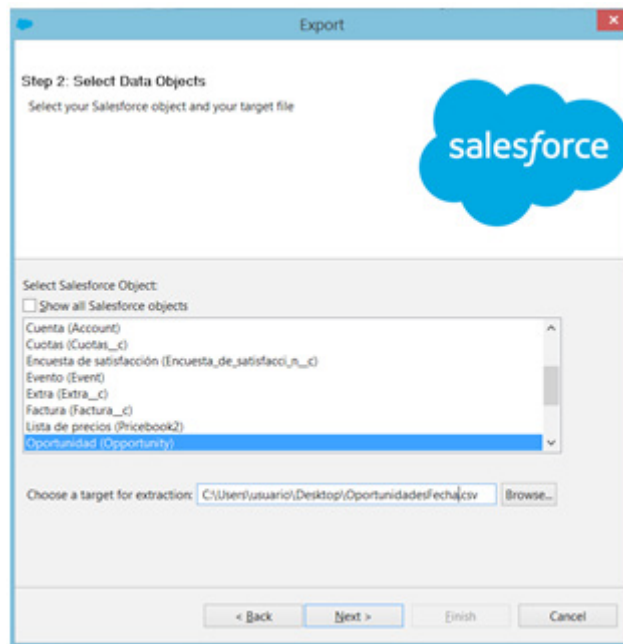 Export
Step 2: Select Data Objects
Select your Salesforce object and your target file
salesforce
Select Salesforce Object:
Show all Salesforce objects
Cuenta (Account)
Cuotas (Cuotas__c)
Encuesta de satisfacción (Encuesta_de_satisfacci_n__c)
Evento (Event)
Extra (Extra__c)
Factura (Factura__c)
Lista de precios (Pricebook2)
Oportunidad (Opportunity)
Choose a target for extraction: C:\Users\usuario\Desktop\OportunidadesFecha.csv Browse...
< Back Next > Finish Cancel